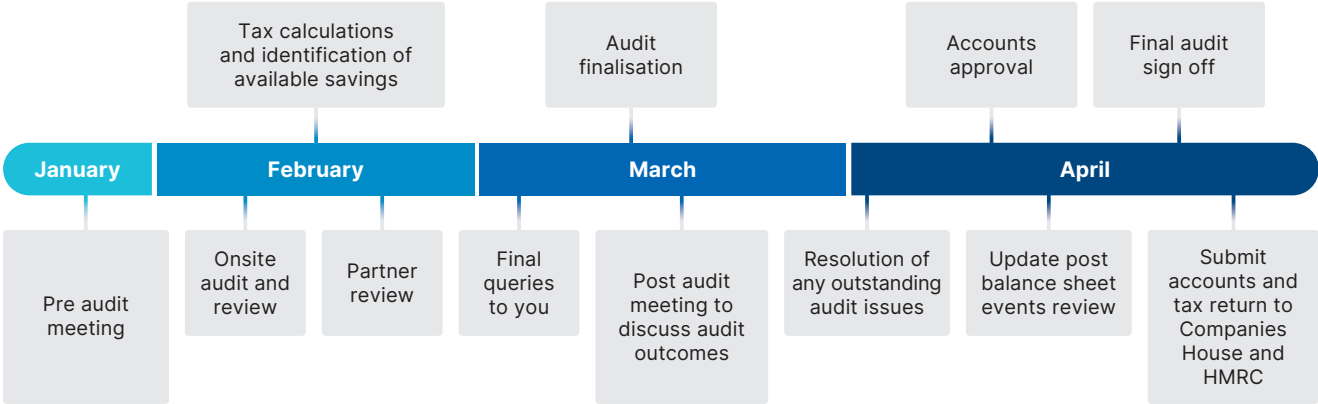 Tax calculations
and identification of
available savings
Audit
finalisation
Accounts
approval
Final audit
sign off
January
February
March
April
Pre audit
meeting
Onsite
audit and
review
Partner
review
Final
queries
to you
Post audit
meeting to
discuss audit
outcomes
Resolution of
any outstanding
audit issues
Update post
balance sheet
events review
Submit
accounts and
tax return to
Companies
House and
HMRC